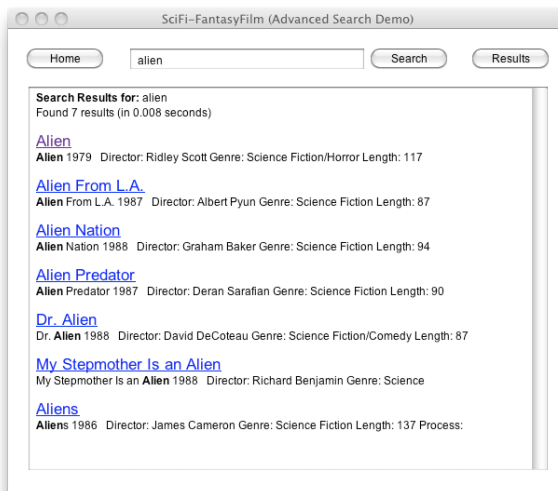 SciFi-FantasyFilm (Advanced Search Demo)
Home alien Search Results
Search Results for: alien
Found 7 results (in 0.008 seconds)
Alien
Alien 1979 Director: Ridley Scott Genre: Science Fiction/Horror Length: 117
Alien From L.A.
Alien From L.A. 1987 Director: Albert Pyun Genre: Science Fiction Length: 87
Alien Nation
Alien Nation 1988 Director: Graham Baker Genre: Science Fiction Length: 94
Alien Predator
Alien Predator 1987 Director: Deran Sarafian Genre: Science Fiction Length: 90
Dr. Alien
Dr. Alien 1988 Director: David DeCoteau Genre: Science Fiction/Comedy Length: 87
My Stepmother Is an Alien
My Stepmother Is an Alien 1988 Director: Richard Benjamin Genre: Science
Aliens
Aliens 1986 Director: James Cameron Genre: Science Fiction Length: 137 Process: